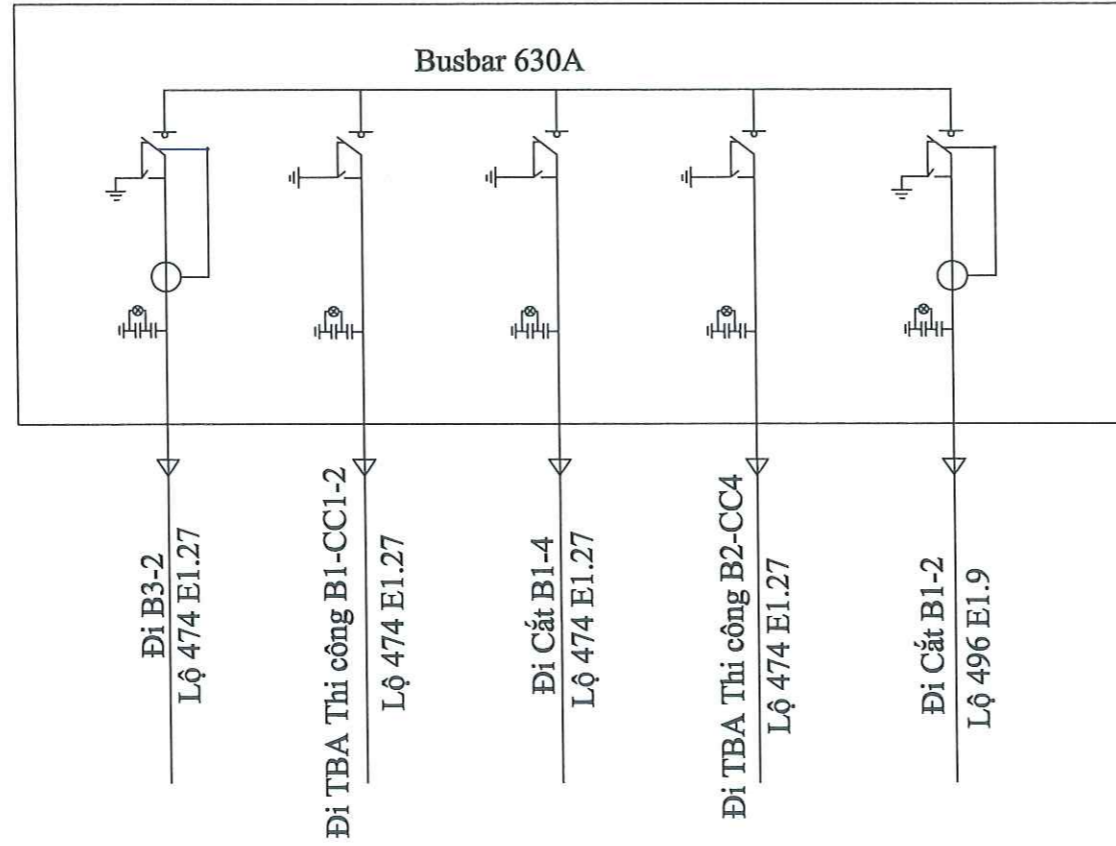 Busbar 630A
Đi B3-2
Lộ 474 E1.27
Đi TBA Thi công B1-CC1-2
Lộ 474 E1.27
Đi Cắt B1-4
Lộ 474 E1.27
Đi TBA Thi công B2-CC4
Lộ 474 E1.27
Đi Cắt B1-2
Lộ 496 E1.9